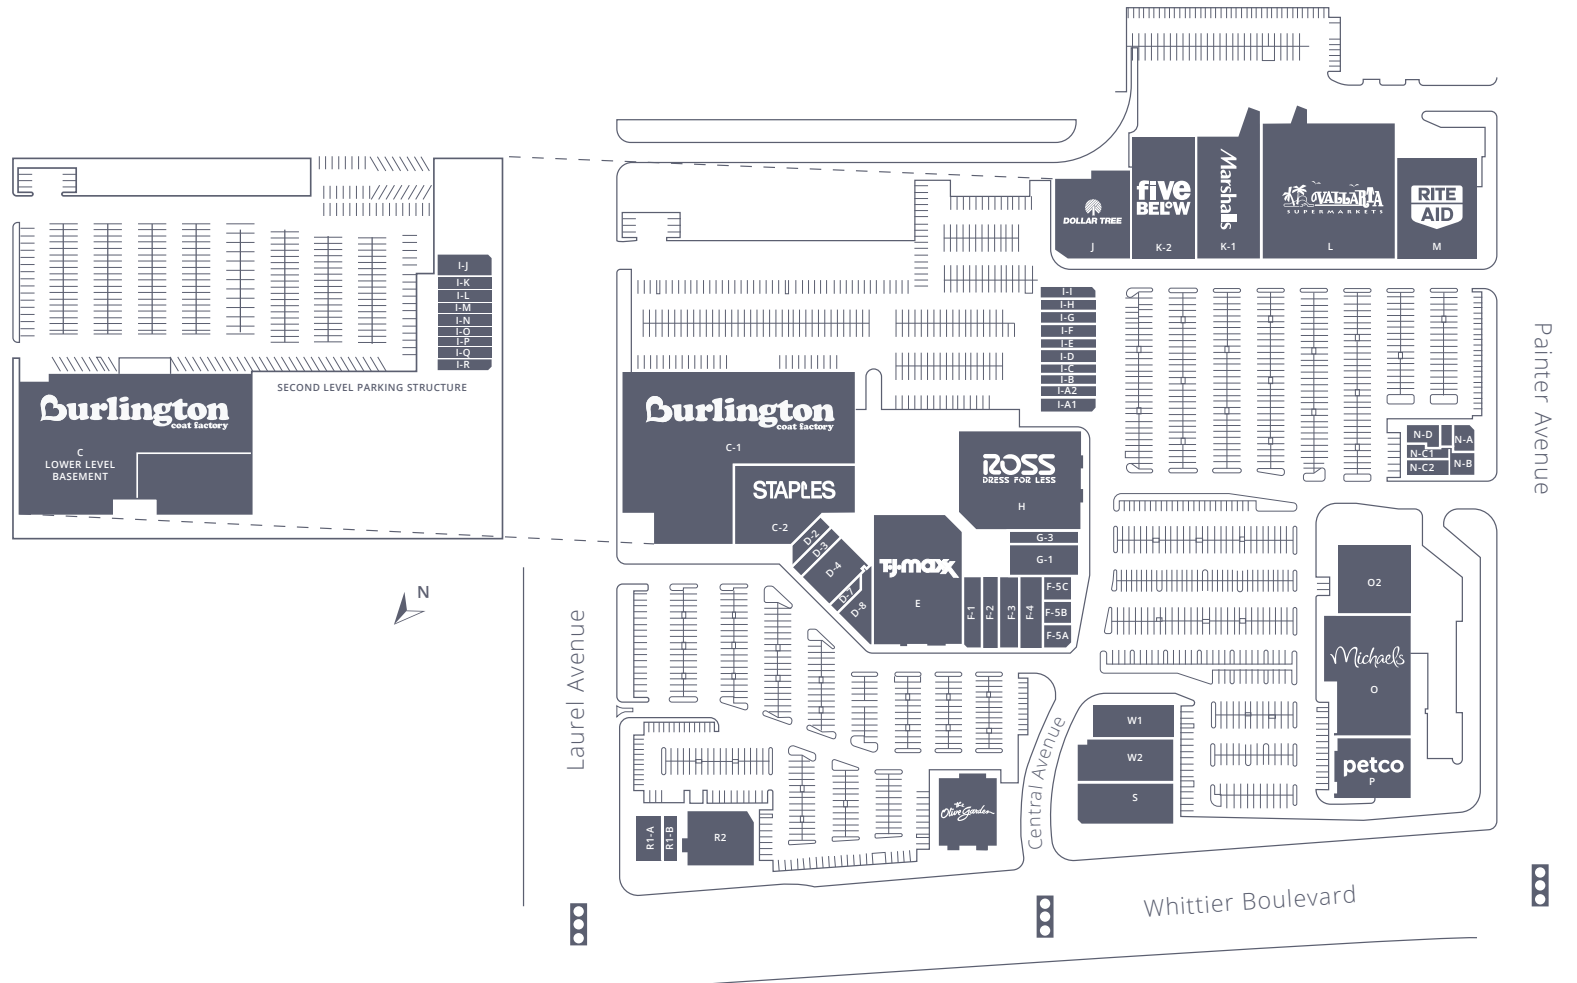 Burlington
coat factory
C
LOWER LEVEL
BASEMENT
I-J
I-K
I-L
I-M
I-N
I-O
I-P
I-Q
I-R
SECOND LEVEL PARKING STRUCTURE
N
Laurel Avenue
DOLLAR TREE
J
five
BEL°W
K-2
Marshalls
K-1
VALLARTA
SUPERMARKETS
L
RITE
AID
M
I-I
I-H
I-G
I-F
I-E
I-D
I-C
I-B
I-A2
I-A1
Burlington
coat factory
C-1
STAPLES
C-2
ROSS
DRESS FOR LESS
H
G-3
G-1
D-2
D-3
D-4
D-7
D-8
T·J·maxx
E
F-1
F-2
F-3
F-4
F-5C
F-5B
F-5A
N-D
N-A
N-C1
N-C2
N-B
Painter Avenue
O2
Michaels
O
petco
P
W1
W2
S
Central Avenue
the
Olive Garden
R1-A
R1-B
R2
Whittier Boulevard